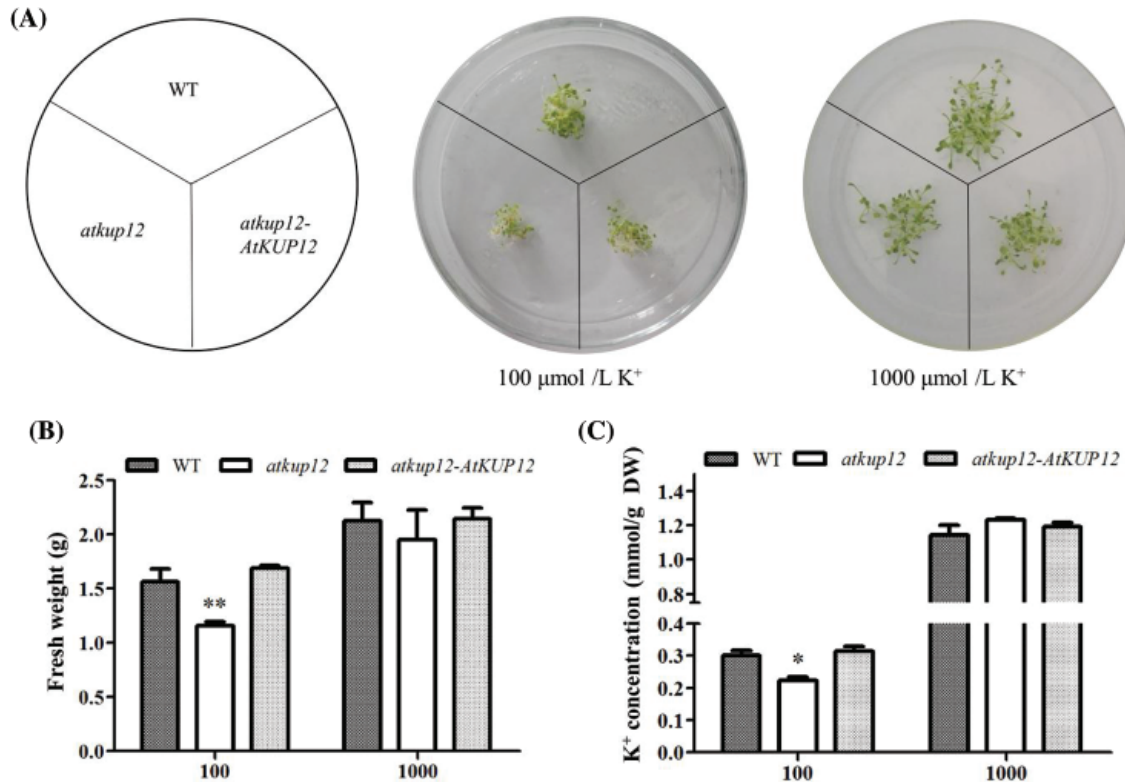 (A)
WT
atkup12
atkup12-
AtKUP12
100 μmol /L K⁺
1000 μmol /L K⁺
(B)
WT atkup12 atkup12-AtKUP12
Fresh weight (g)
2.5
2.0
1.5
1.0
0.5
0.0
**
100 1000
(C)
WT atkup12 atkup12-AtKUP12
K⁺ concentration (mmol/g DW)
1.4
1.2
1.0
0.8
0.4
0.3
0.2
0.1
0.0
*
100 1000